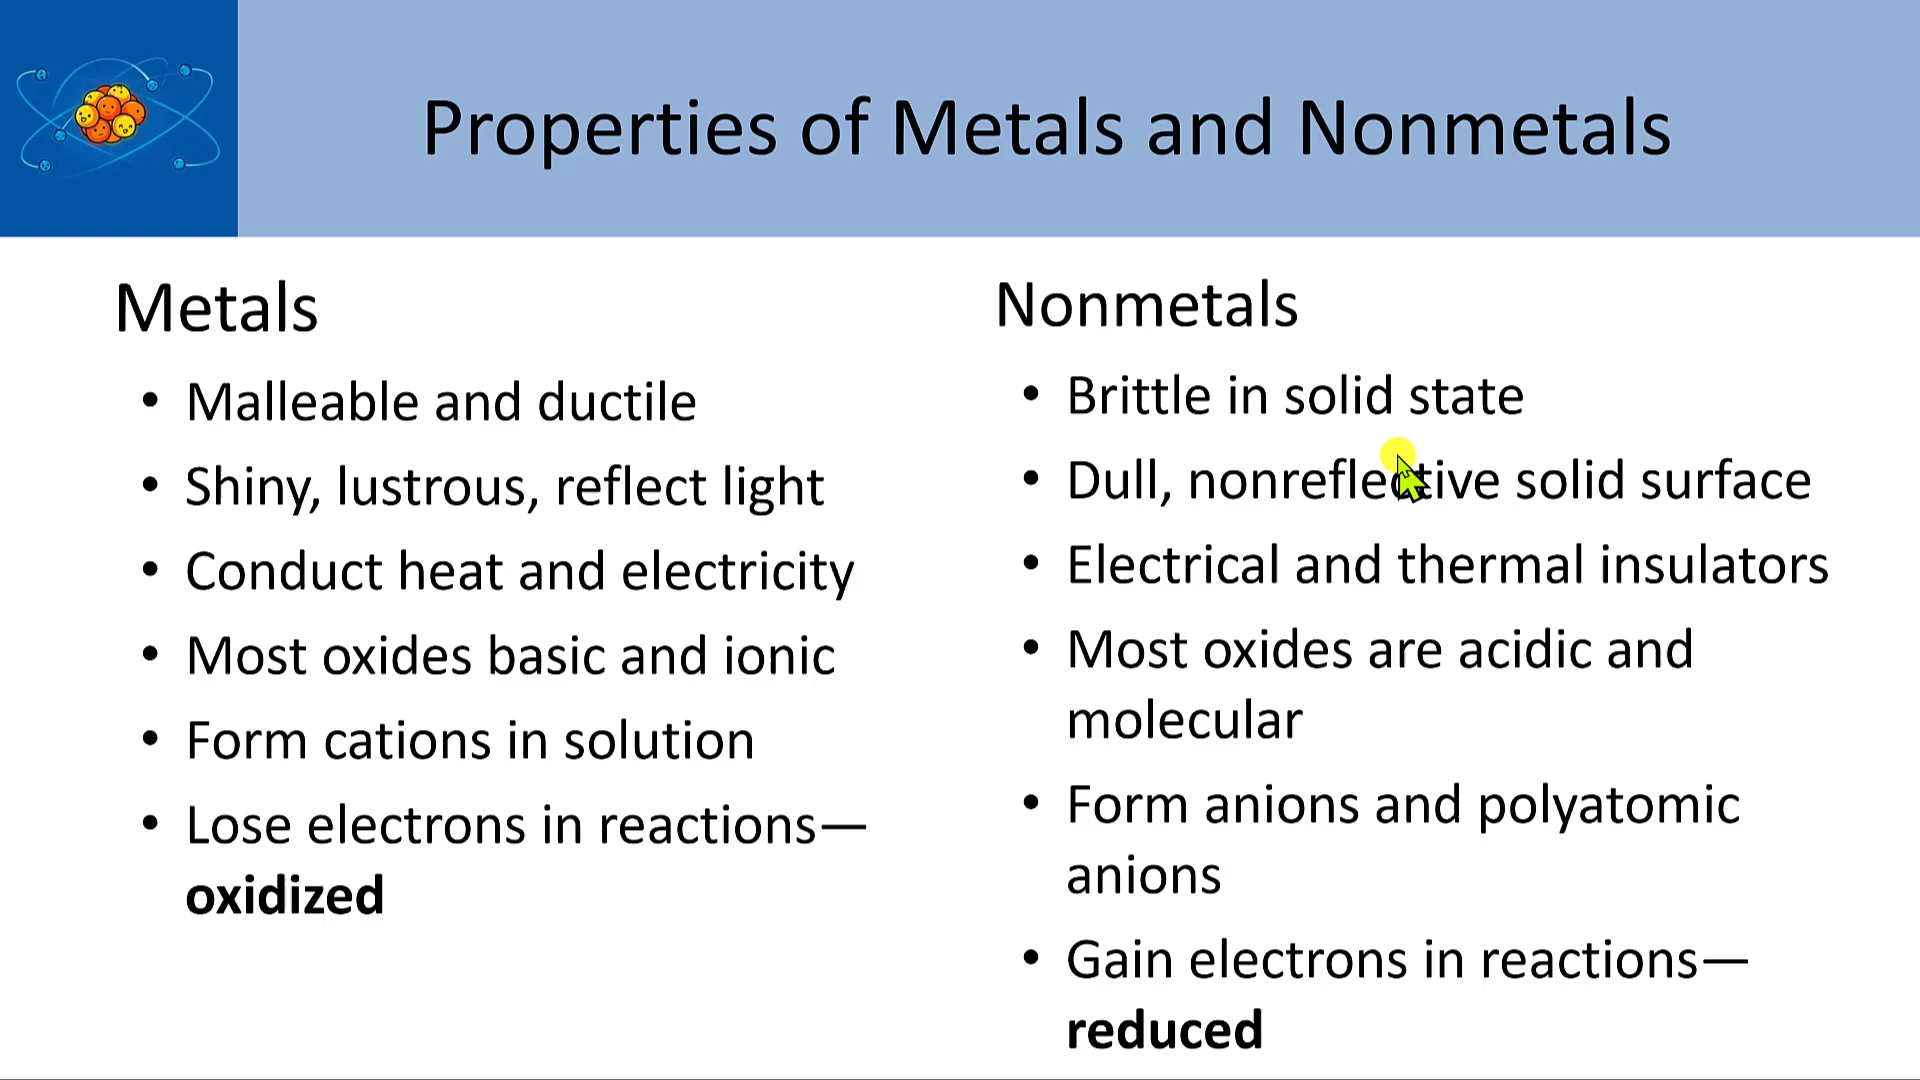 Properties of Metals and Nonmetals
Metals
• Malleable and ductile
• Shiny, lustrous, reflect light
• Conduct heat and electricity
• Most oxides basic and ionic
• Form cations in solution
• Lose electrons in reactions—
oxidized
Nonmetals
• Brittle in solid state
• Dull, nonreflective solid surface
• Electrical and thermal insulators
• Most oxides are acidic and
molecular
• Form anions and polyatomic
anions
• Gain electrons in reactions—
reduced